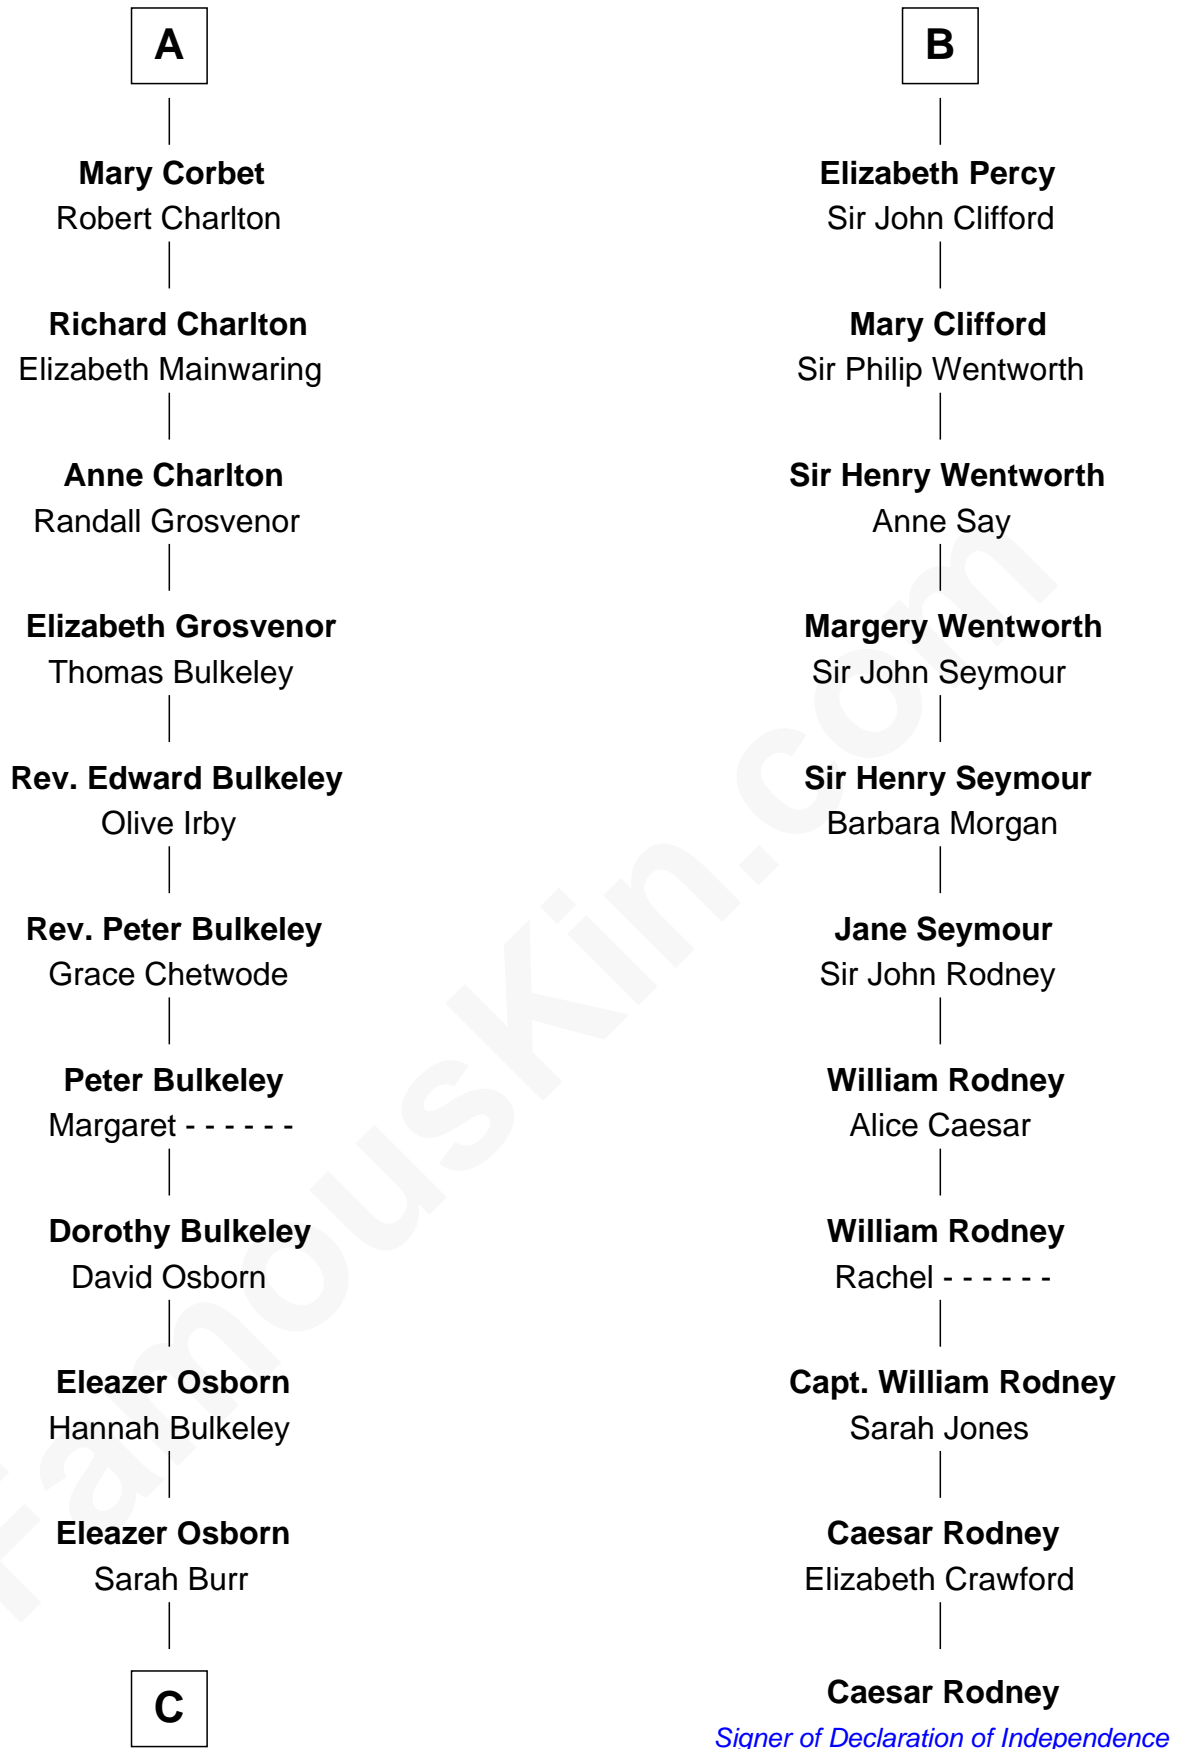 A
Mary Corbet
Robert Charlton
Richard Charlton
Elizabeth Mainwaring
Anne Charlton
Randall Grosvenor
Elizabeth Grosvenor
Thomas Bulkeley
Rev. Edward Bulkeley
Olive Irby
Rev. Peter Bulkeley
Grace Chetwode
Peter Bulkeley
Margaret - - - - - -
Dorothy Bulkeley
David Osborn
Eleazer Osborn
Hannah Bulkeley
Eleazer Osborn
Sarah Burr
C
B
Elizabeth Percy
Sir John Clifford
Mary Clifford
Sir Philip Wentworth
Sir Henry Wentworth
Anne Say
Margery Wentworth
Sir John Seymour
Sir Henry Seymour
Barbara Morgan
Jane Seymour
Sir John Rodney
William Rodney
Alice Caesar
William Rodney
Rachel - - - - - -
Capt. William Rodney
Sarah Jones
Caesar Rodney
Elizabeth Crawford
Caesar Rodney
Signer of Declaration of Independence
FamousKin.com